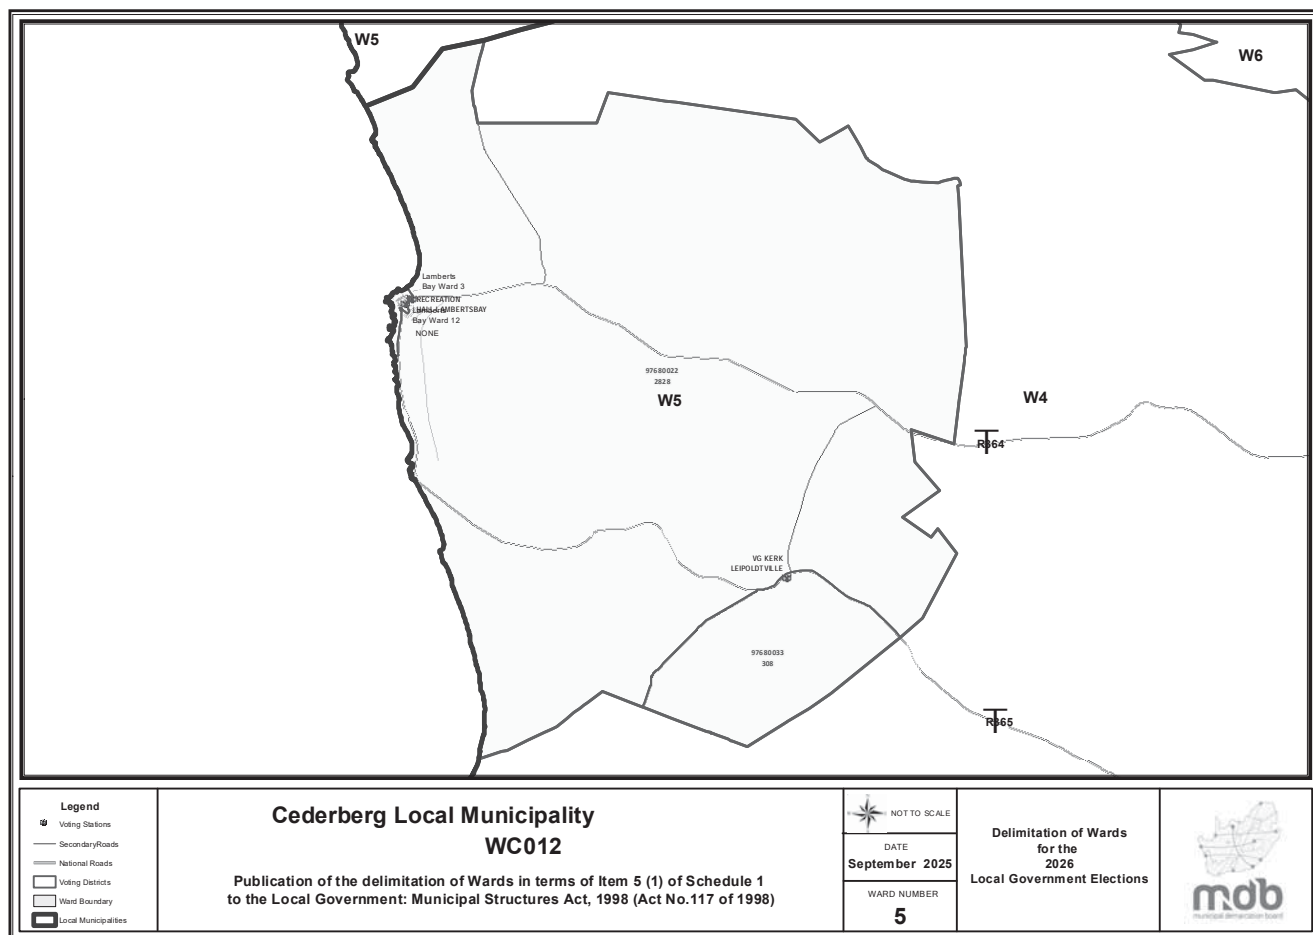 W5
W6
Lamberts
Bay Ward 3
RECREATION
HALL LAMBERTSBAY
Lamberts
Bay Ward 12
NONE
97680022
2828
W5
W4
R364
VG KERK
LEIPOLDTVILLE
97680033
308
R365
Legend
Voting Stations
SecondaryRoads
National Roads
Voting Districts
Ward Boundary
Local Municipalities
Cederberg Local Municipality
WC012
Publication of the delimitation of Wards in terms of Item 5 (1) of Schedule 1
to the Local Government: Municipal Structures Act, 1998 (Act No.117 of 1998)
NOT TO SCALE
DATE
September 2025
WARD NUMBER
5
Delimitation of Wards
for the
2026
Local Government Elections
mdb
municipal demarcation board